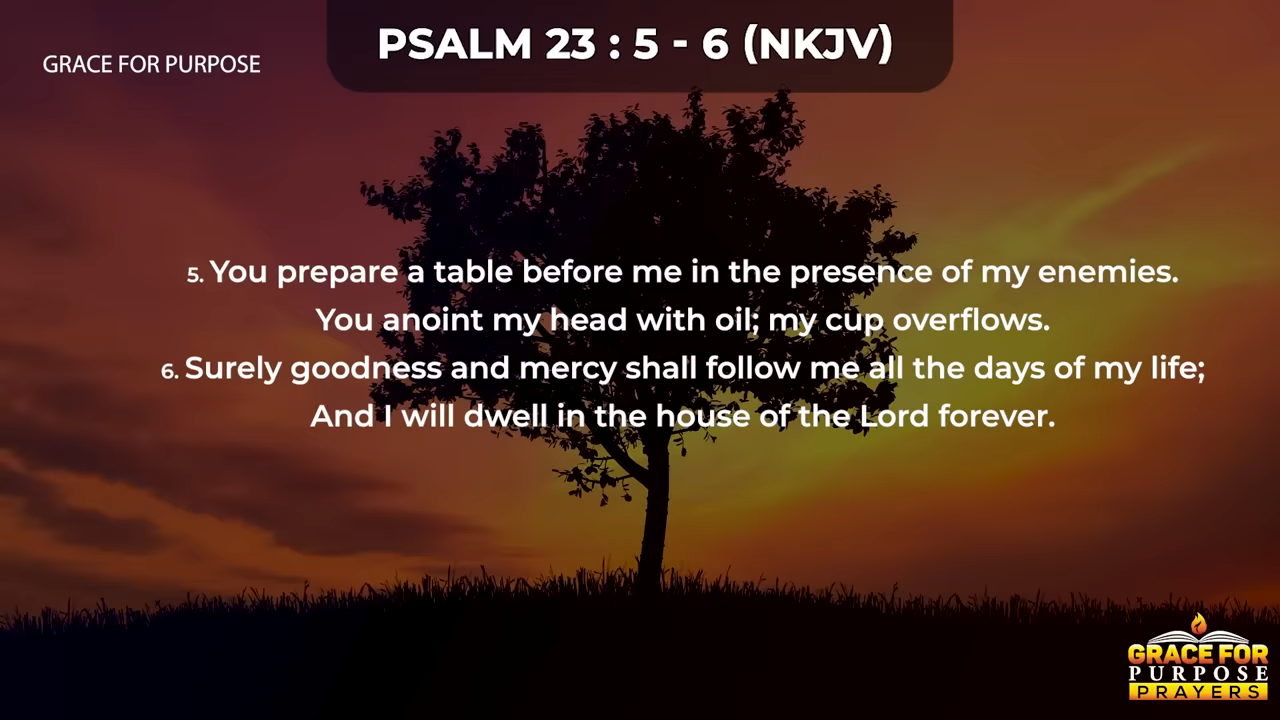 PSALM 23 : 5 - 6 (NKJV)
GRACE FOR PURPOSE
5. You prepare a table before me in the presence of my enemies.
You anoint my head with oil; my cup overflows.
6. Surely goodness and mercy shall follow me all the days of my life;
And I will dwell in the house of the Lord forever.
GRACE FOR
PURPOSE
PRAYERS